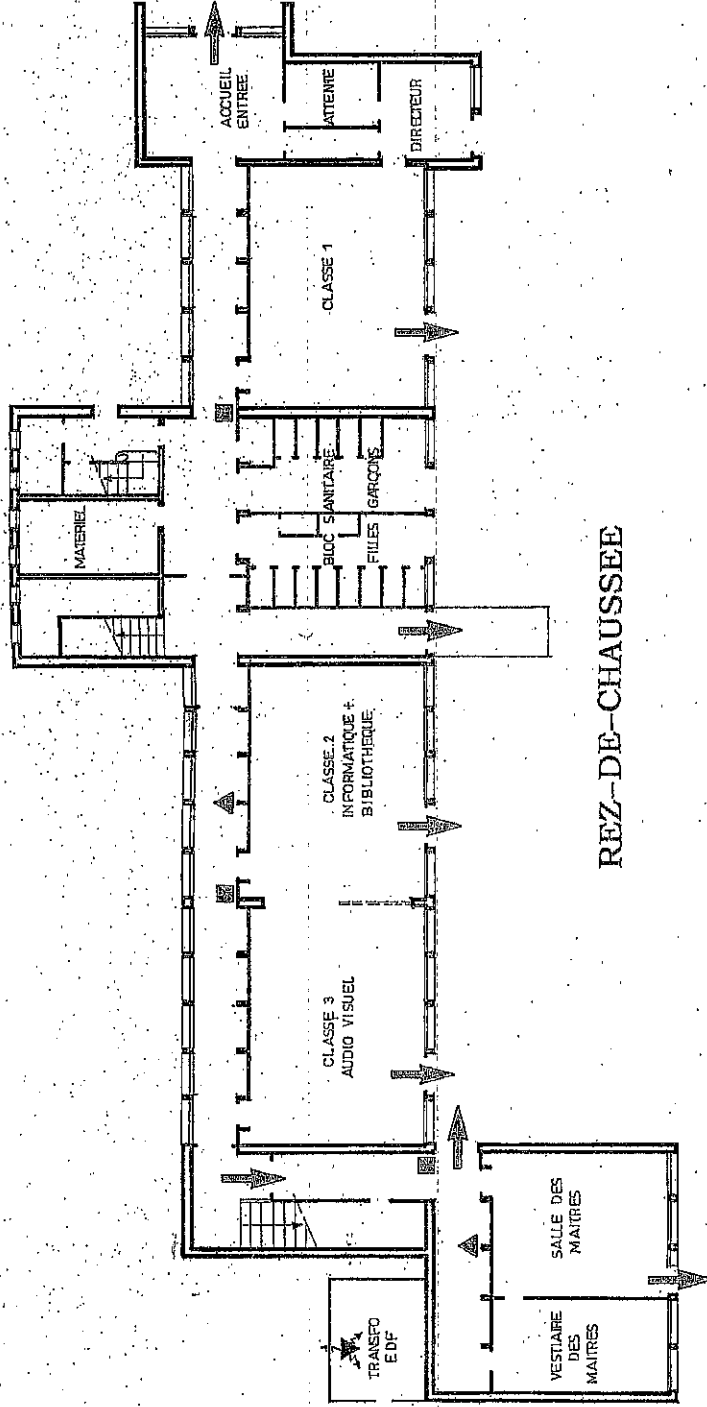 ACCUEIL
ENTREE
ATTENTE
DIRECTEUR
CLASSE 1
MATERIEL
BLOC SANITAIRE
FILLES GARÇONS
CLASSE 2
INFORMATIQUE +
BIBLIOTHEQUE
CLASSE 3
AUDIO VISUEL
TRANSFO
EDF
SALLE DES
MAITRES
VESTIAIRE
DES
MAITRES
REZ-DE-CHAUSSEE